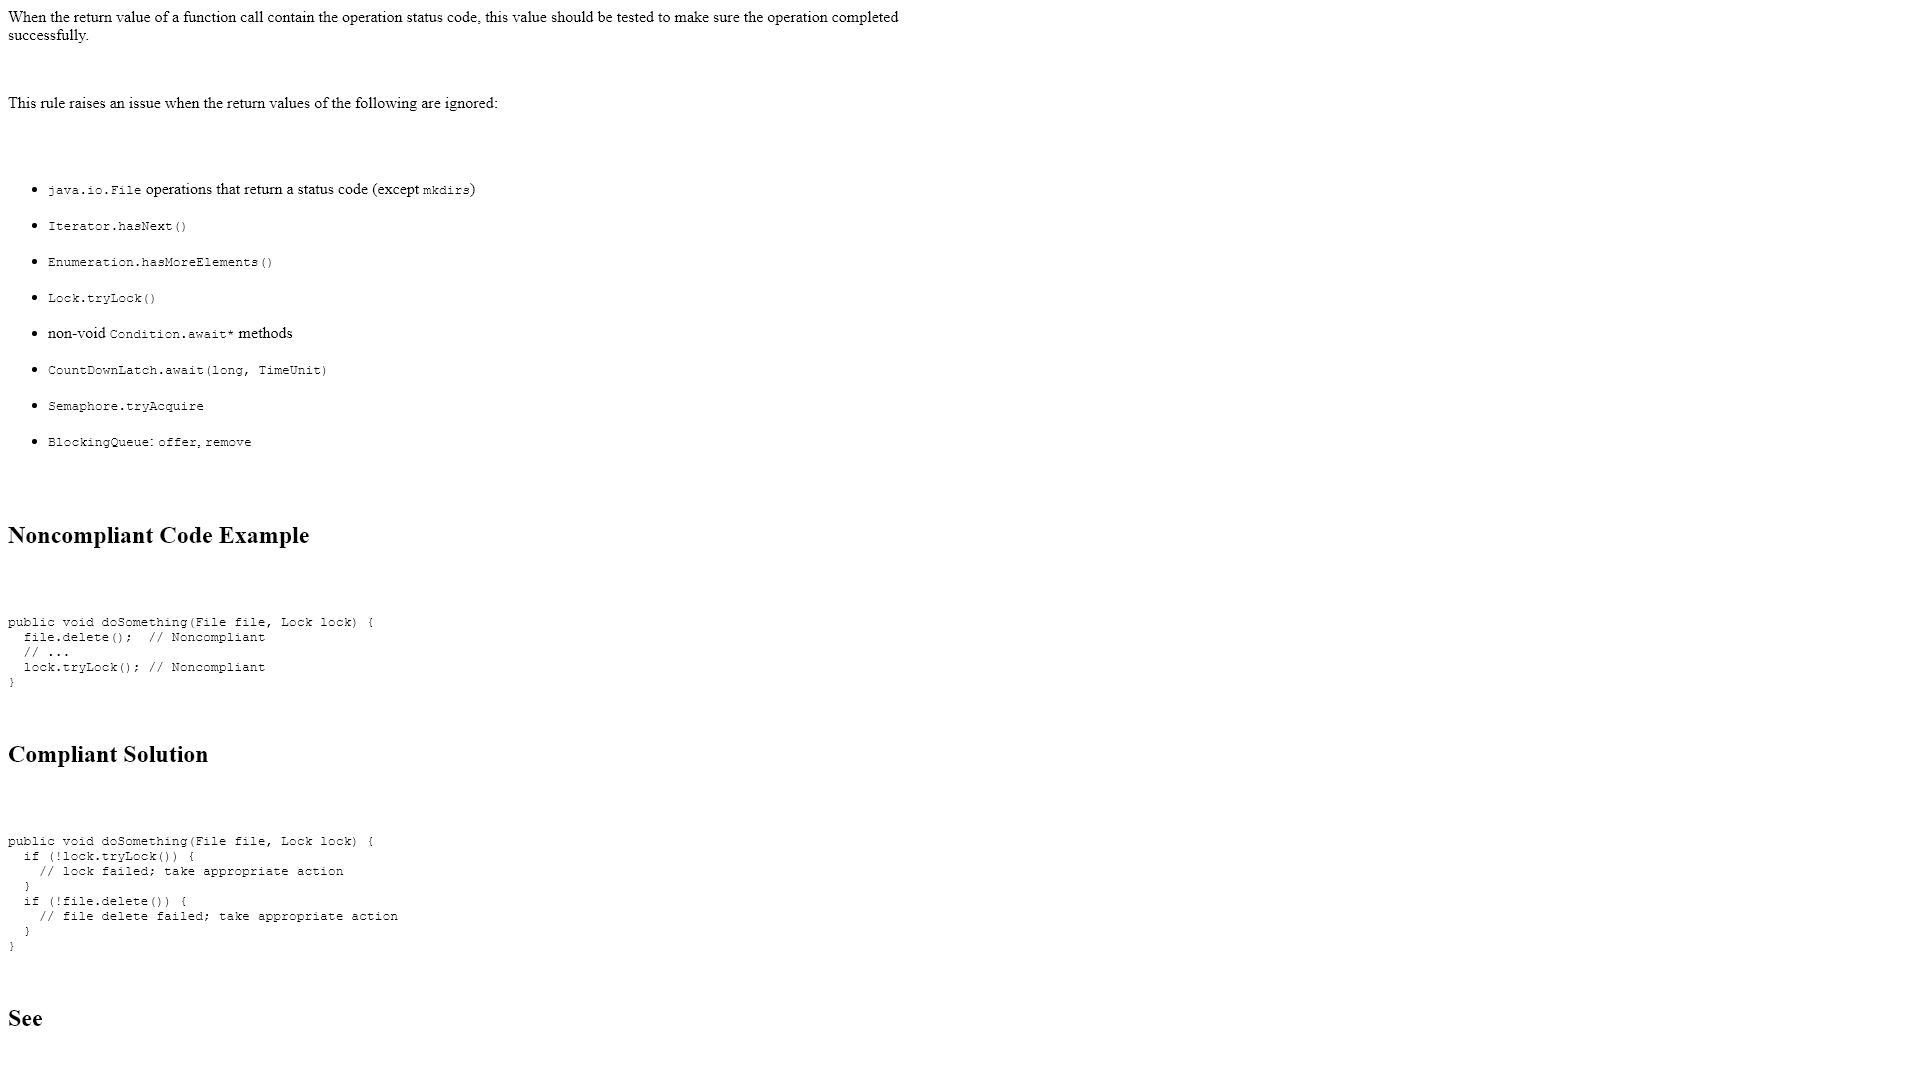 When the return value of a function call contain the operation status code, this value should be tested to make sure the operation completed
successfully.
This rule raises an issue when the return values of the following are ignored:
• java.io.File operations that return a status code (except mkdirs)
• Iterator.hasNext()
• Enumeration.hasMoreElements()
• Lock.tryLock()
• non-void Condition.await* methods
• CountDownLatch.await(long, TimeUnit)
• Semaphore.tryAcquire
• BlockingQueue: offer, remove
Noncompliant Code Example
public void doSomething(File file, Lock lock) {
  file.delete();  // Noncompliant
  // ...
  lock.tryLock(); // Noncompliant
}
Compliant Solution
public void doSomething(File file, Lock lock) {
  if (!lock.tryLock()) {
    // lock failed; take appropriate action
  }
  if (!file.delete()) {
    // file delete failed; take appropriate action
  }
}
See